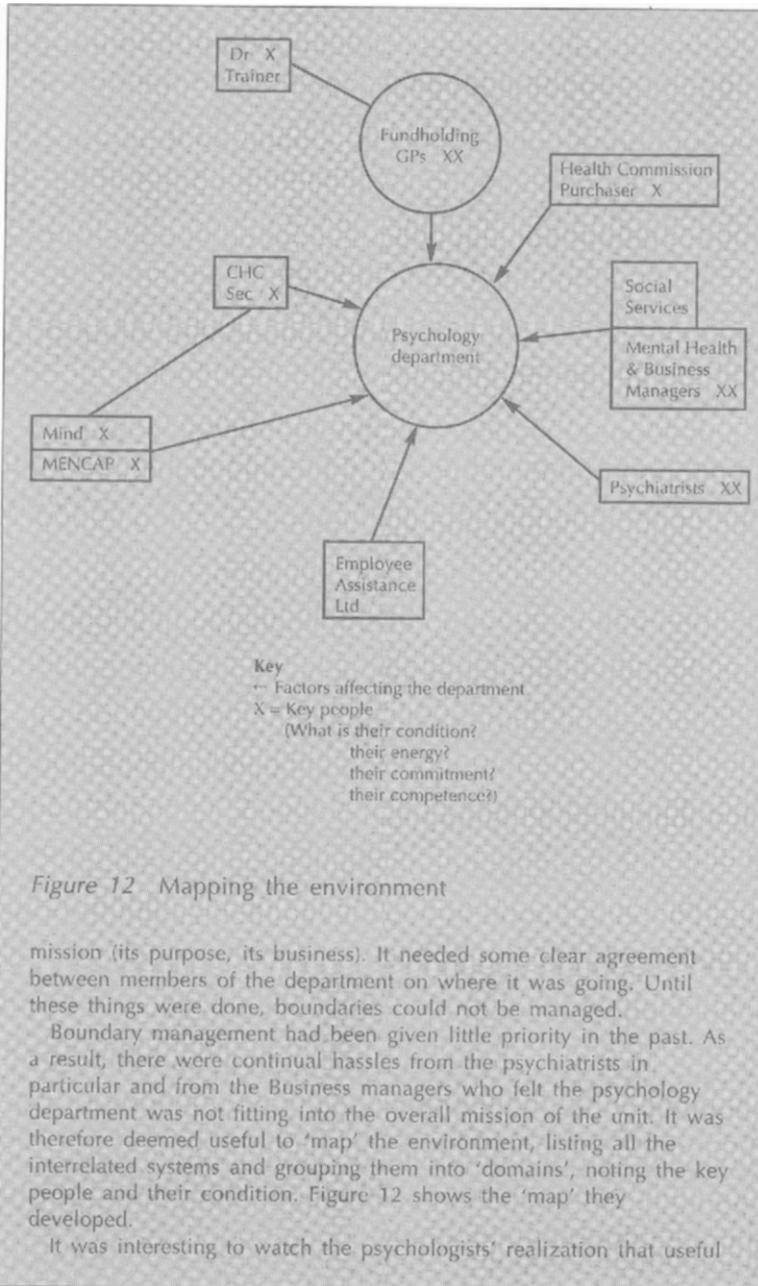 Dr X
Trainer
Fundholding
GPs XX
Health Commission
Purchaser X
CHC
Sec X
Social
Services
Psychology
department
Mental Health
& Business
Managers XX
Mind X
MENCAP X
Psychiatrists XX
Employee
Assistance
Ltd
Key
← Factors affecting the department
X = Key people
(What is their condition?
their energy?
their commitment?
their competence?)
Figure 12 Mapping the environment
mission (its purpose, its business). It needed some clear agreement
between members of the department on where it was going. Until
these things were done, boundaries could not be managed.
Boundary management had been given little priority in the past. As
a result, there were continual hassles from the psychiatrists in
particular and from the Business managers who felt the psychology
department was not fitting into the overall mission of the unit. It was
therefore deemed useful to 'map' the environment, listing all the
interrelated systems and grouping them into 'domains', noting the key
people and their condition. Figure 12 shows the 'map' they
developed.
It was interesting to watch the psychologists' realization that useful